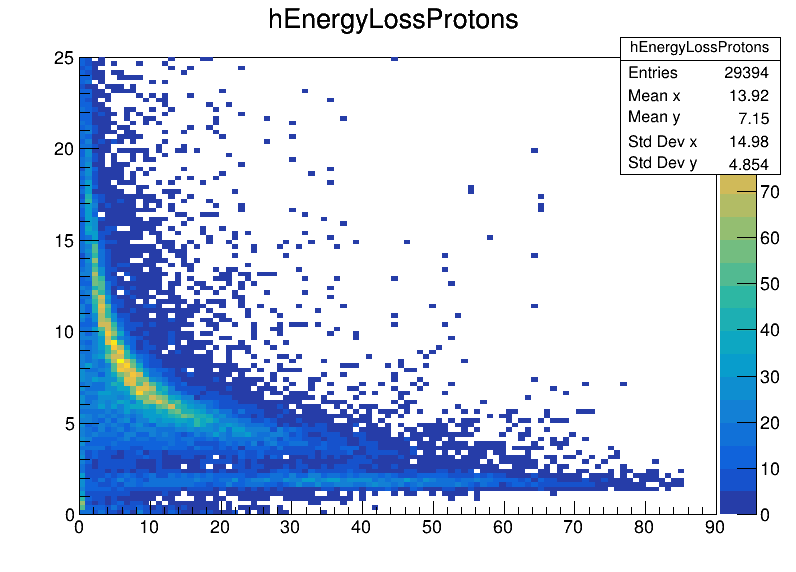 hEnergyLossProtons
hEnergyLossProtons
Entries 29394
Mean x 13.92
Mean y 7.15
Std Dev x 14.98
Std Dev y 4.854
25
20
15
10
5
0
0 10 20 30 40 50 60 70 80 90
70
60
50
40
30
20
10
0